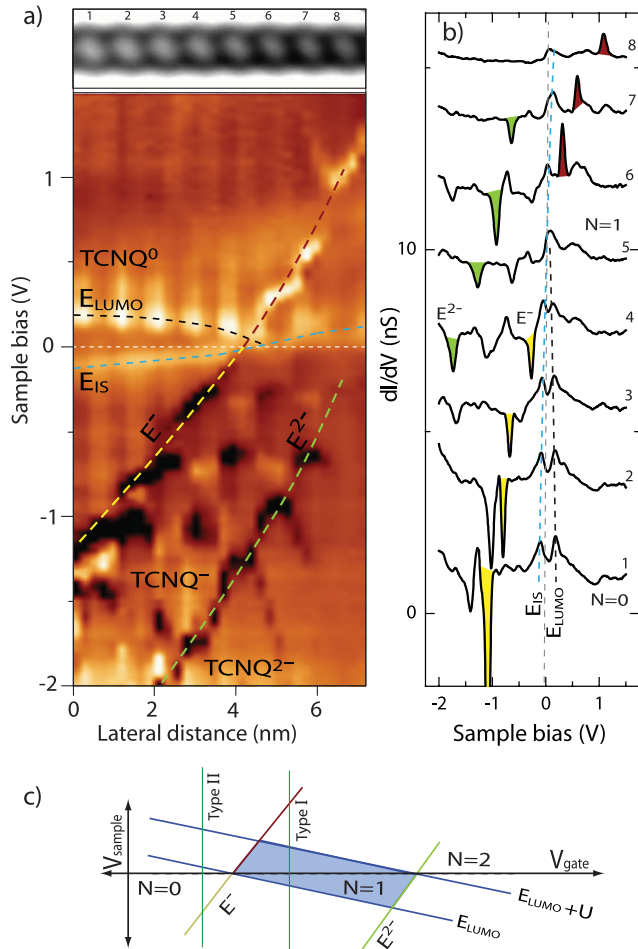 a)
1 2 3 4 5 6 7 8
Sample bias (V)
1
0
-1
-2
TCNQ⁰
E_LUMO
E_IS
E⁻
E²⁻
TCNQ⁻
TCNQ²⁻
0 2 4 6
Lateral distance (nm)
b)
dI/dV (nS)
10
0
8
7
6
N=1
5
E²⁻ E⁻
4
3
2
1
E_IS
E_LUMO
N=0
-2 -1 0 1
Sample bias (V)
c)
V_sample
Type II
Type I
N=2
V_gate
N=0
N=1
E⁻
E²⁻
E_LUMO+U
E_LUMO